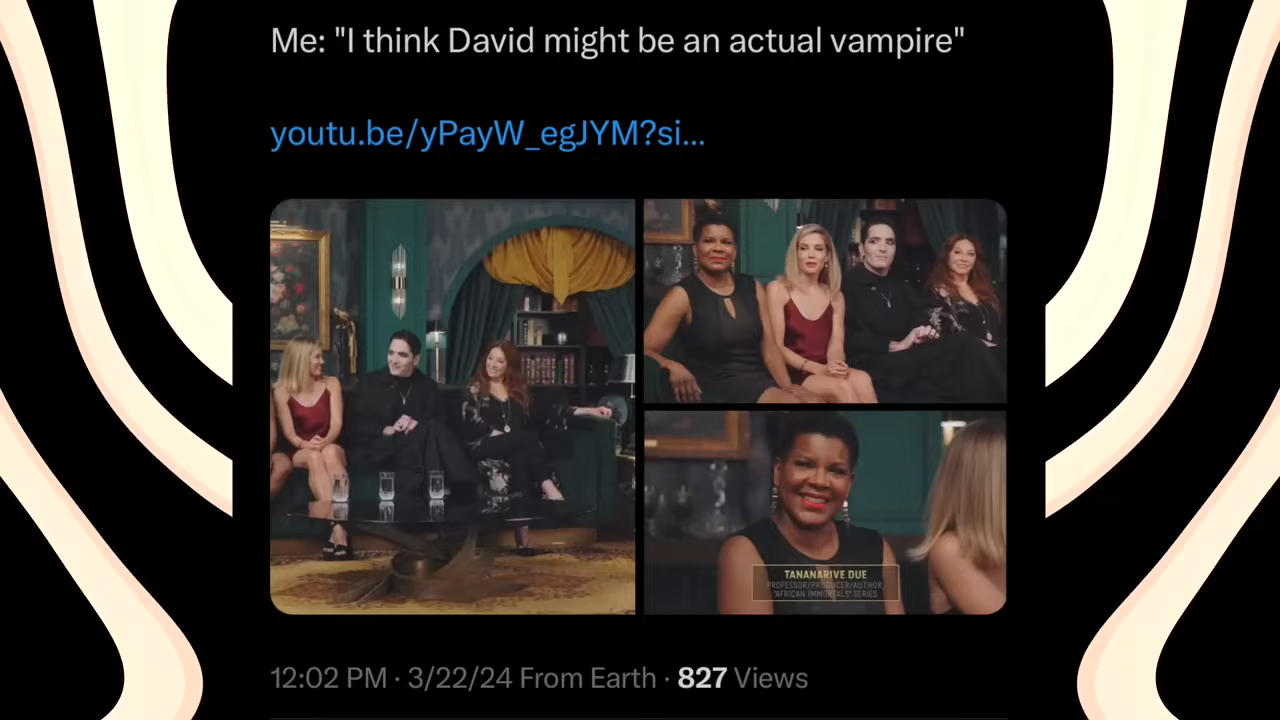 Me: "I think David might be an actual vampire"
youtu.be/yPayW_egJYM?si...
TANANARIVE DUE
PROFESSOR/PRODUCER/AUTHOR,
"AFRICAN IMMORTALS" SERIES
12:02 PM · 3/22/24 From Earth · 827 Views